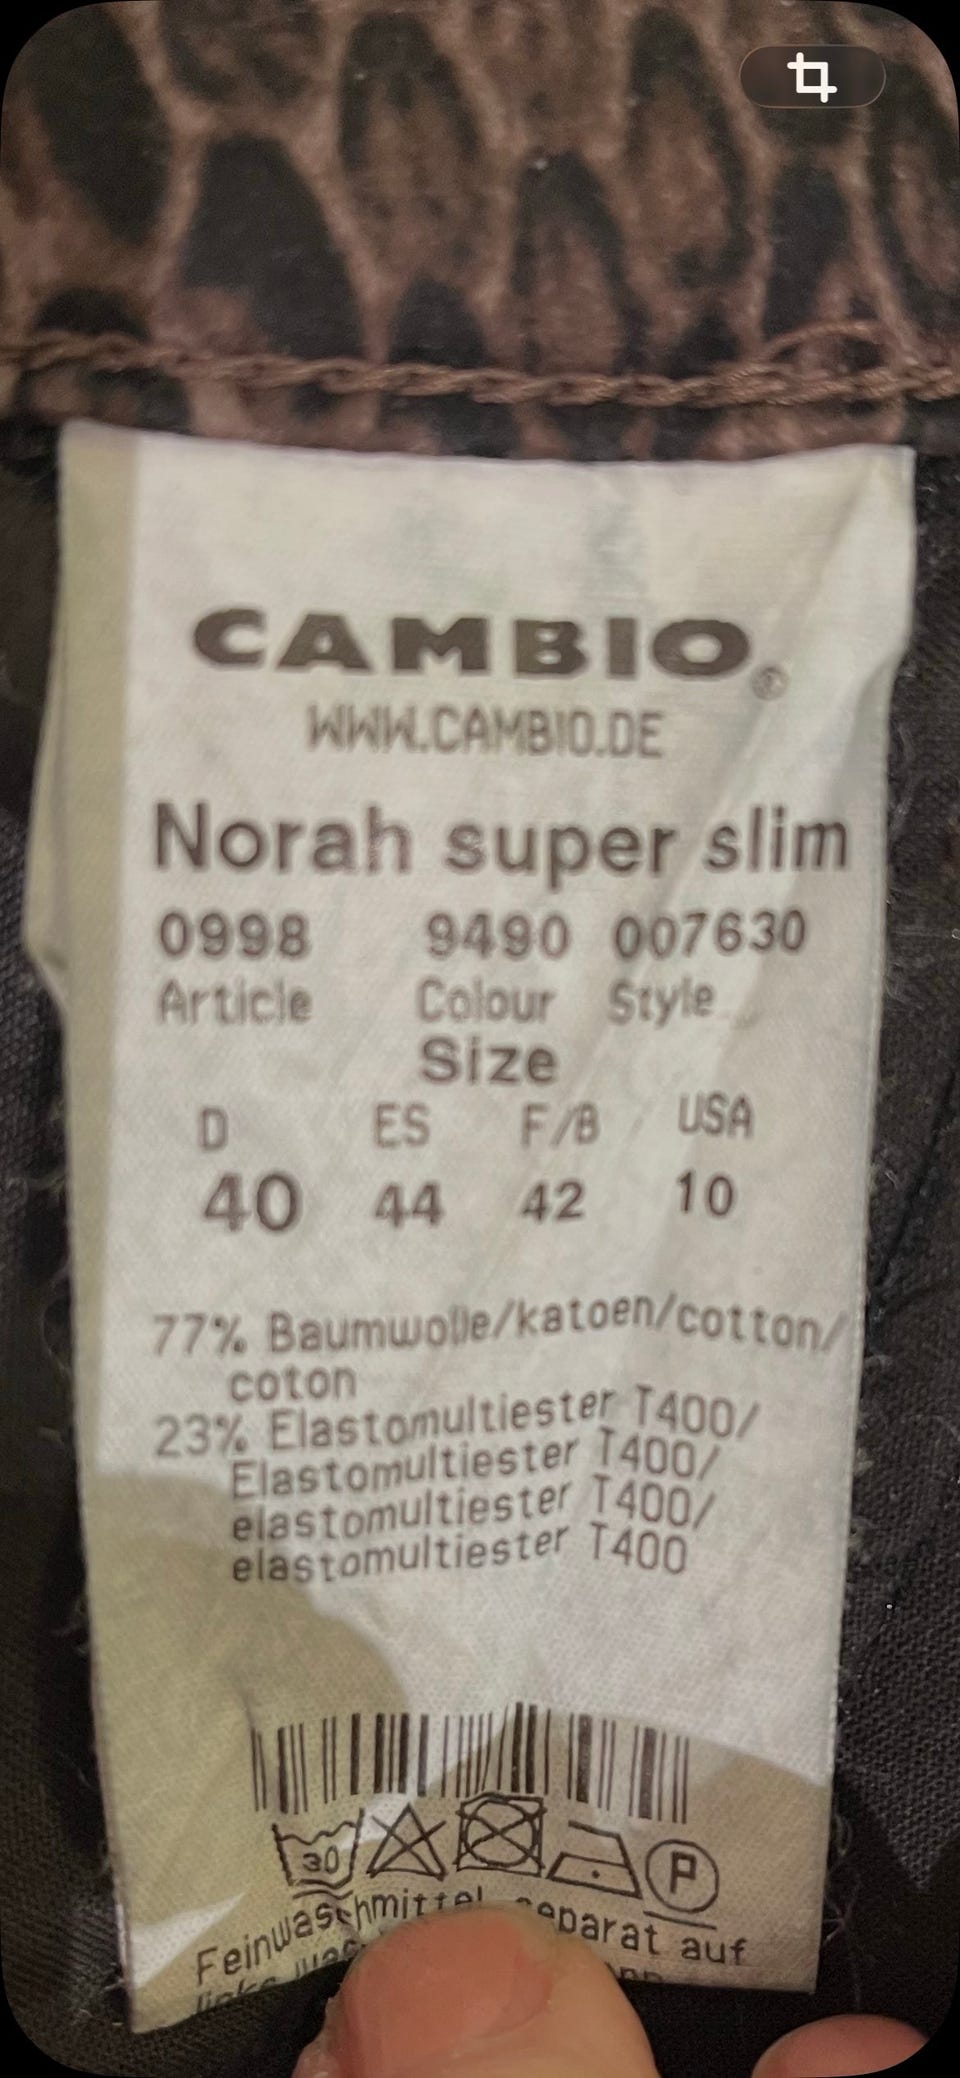 CAMBIO®
WWW.CAMBIO.DE
Norah super slim
0998 9490 007630
Article Colour Style
Size
D ES F/B USA
40 44 42 10
77% Baumwolle/katoen/cotton/
coton
23% Elastomultiester T400/
Elastomultiester T400/
elastomultiester T400/
elastomultiester T400
30 P
Feinwaschmittel separat auf
links